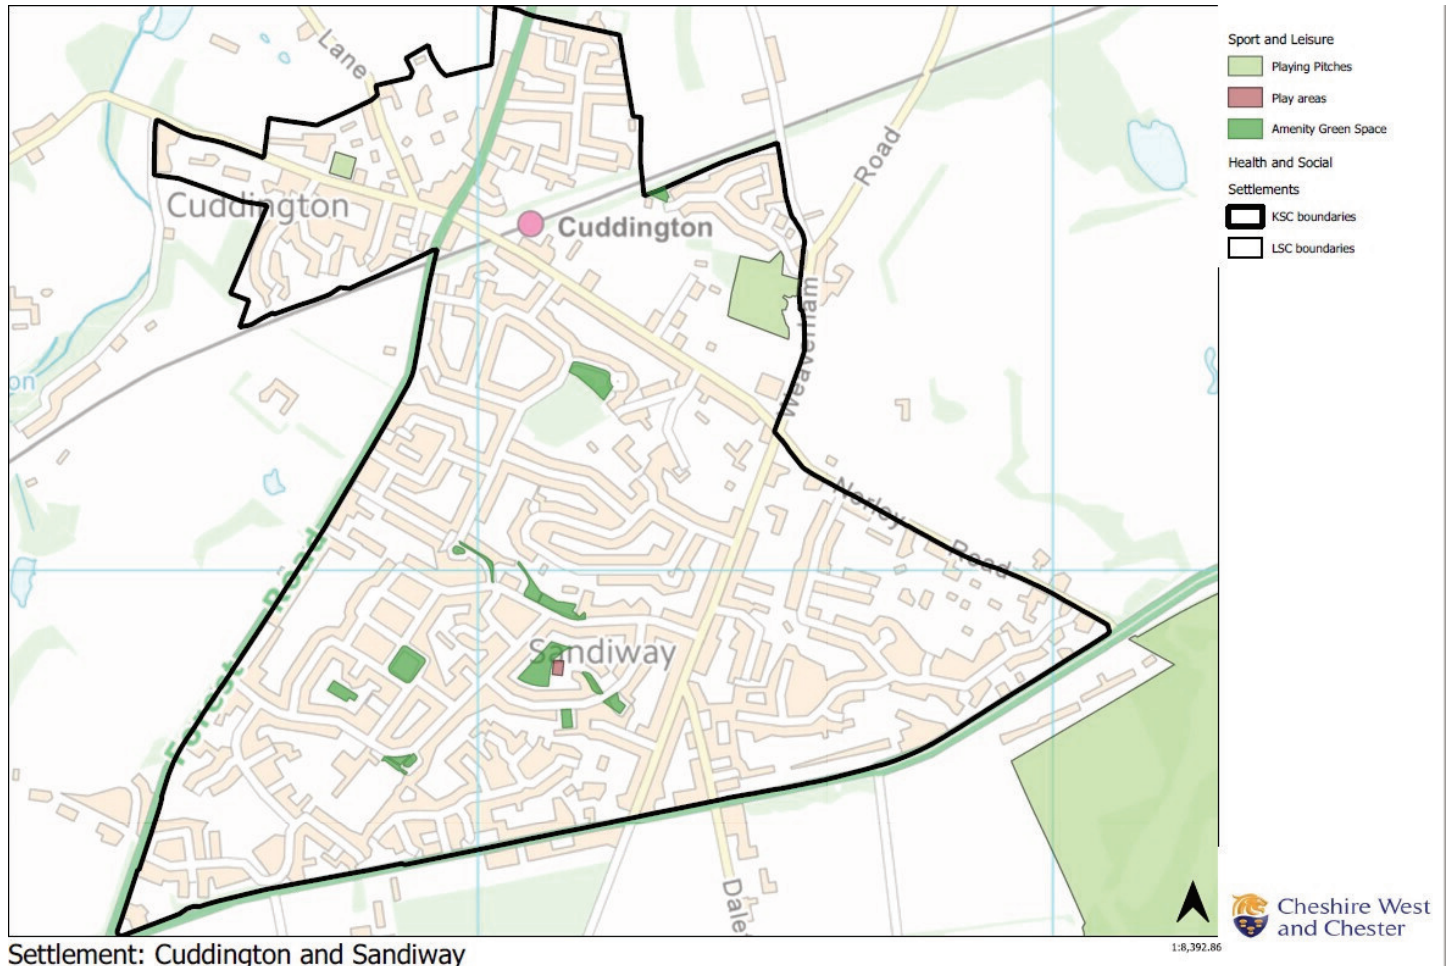 Lane
Road
Cuddington
Cuddington
Weaverham
on
Norley
Road
Forest Road
Sandiway
Dale
Sport and Leisure
Playing Pitches
Play areas
Amenity Green Space
Health and Social
Settlements
KSC boundaries
LSC boundaries
Cheshire West
and Chester
1:8,392.86
Settlement: Cuddington and Sandiway